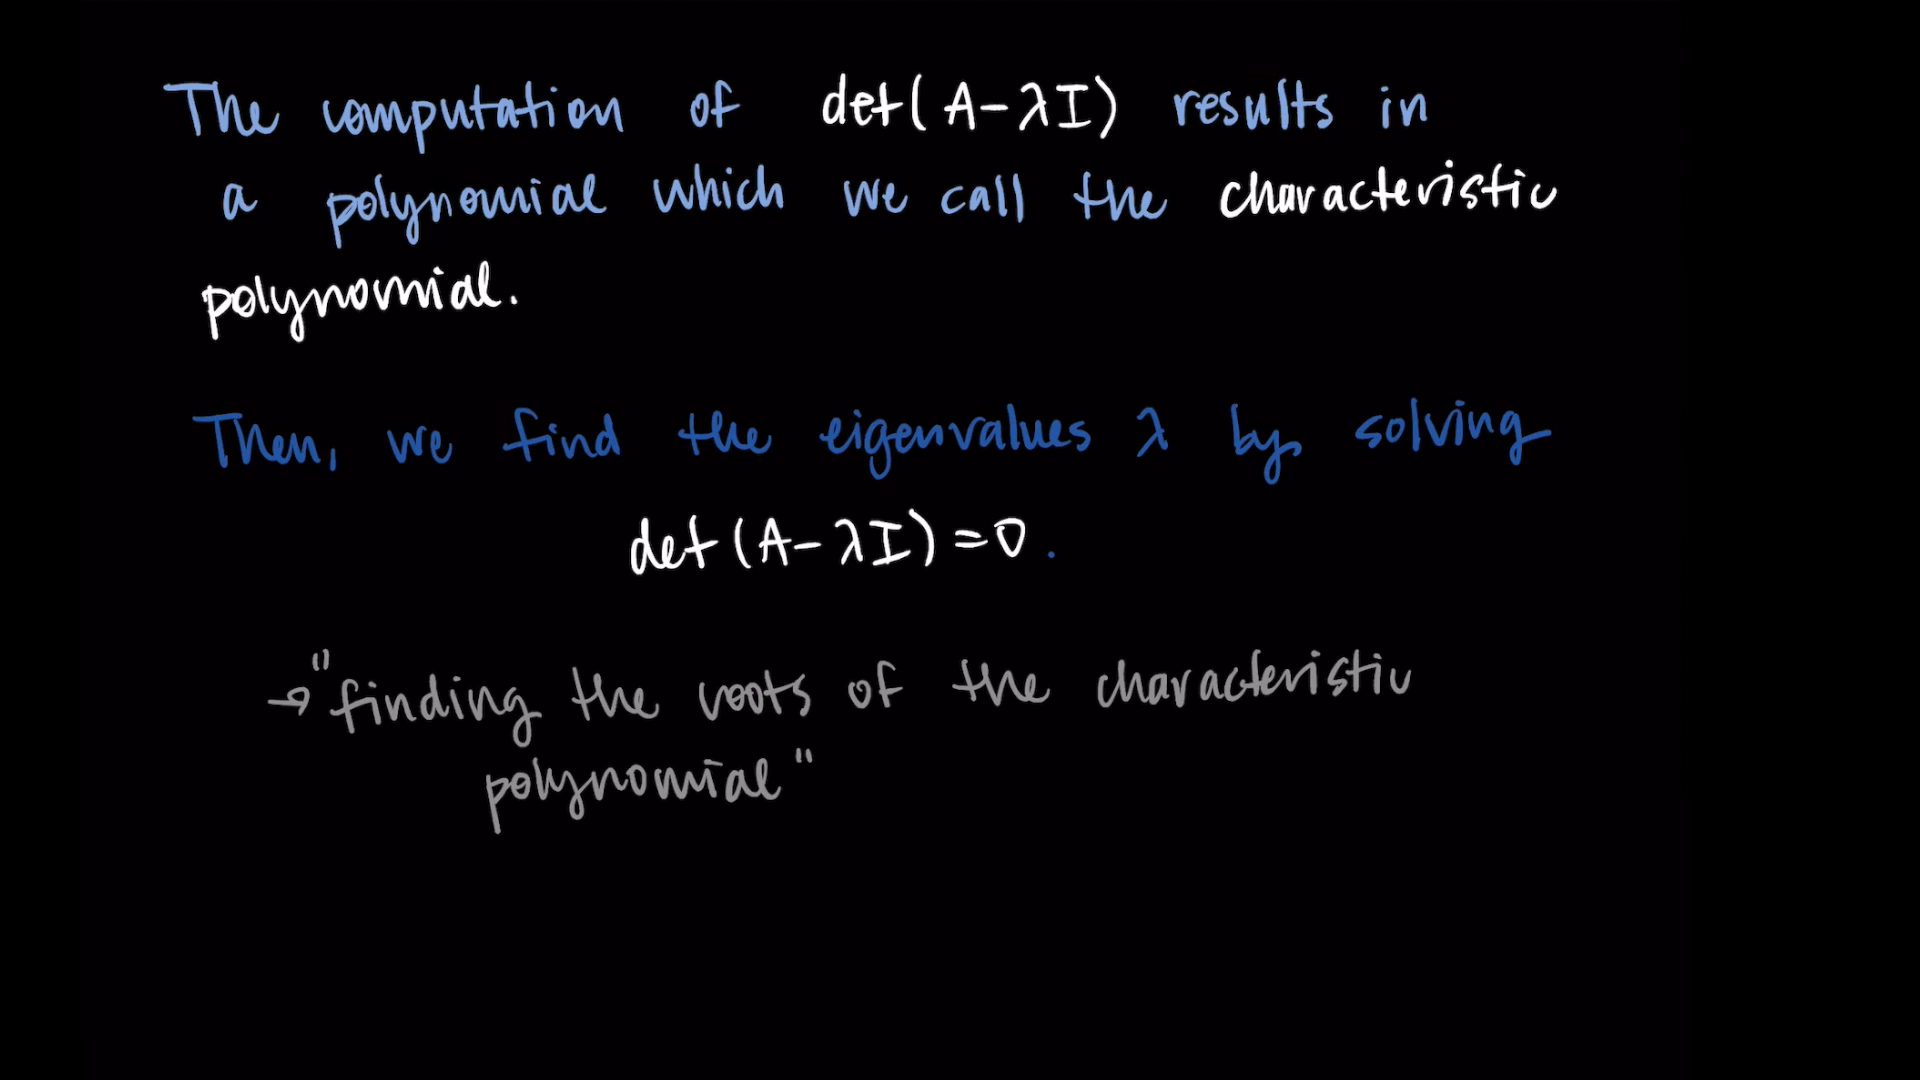 The computation of det(A-λI) results in
a polynomial which we call the characteristic
polynomial.
Then, we find the eigenvalues λ by solving
det(A-λI)=0.
→"finding the roots of the characteristic
polynomial"